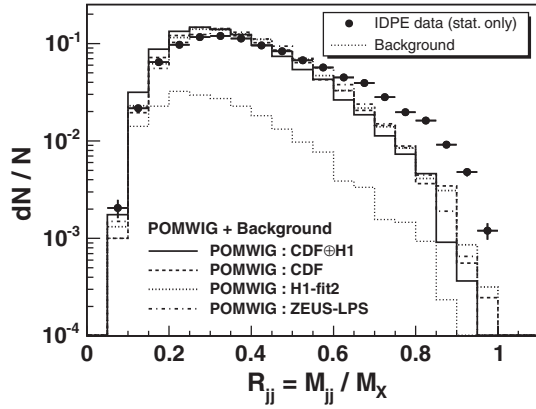 IDPE data (stat. only)
Background
dN / N
10⁻¹
10⁻²
10⁻³
10⁻⁴
POMWIG + Background
POMWIG : CDF⊕H1
POMWIG : CDF
POMWIG : H1-fit2
POMWIG : ZEUS-LPS
0 0.2 0.4 0.6 0.8 1
R_jj = M_jj / M_X